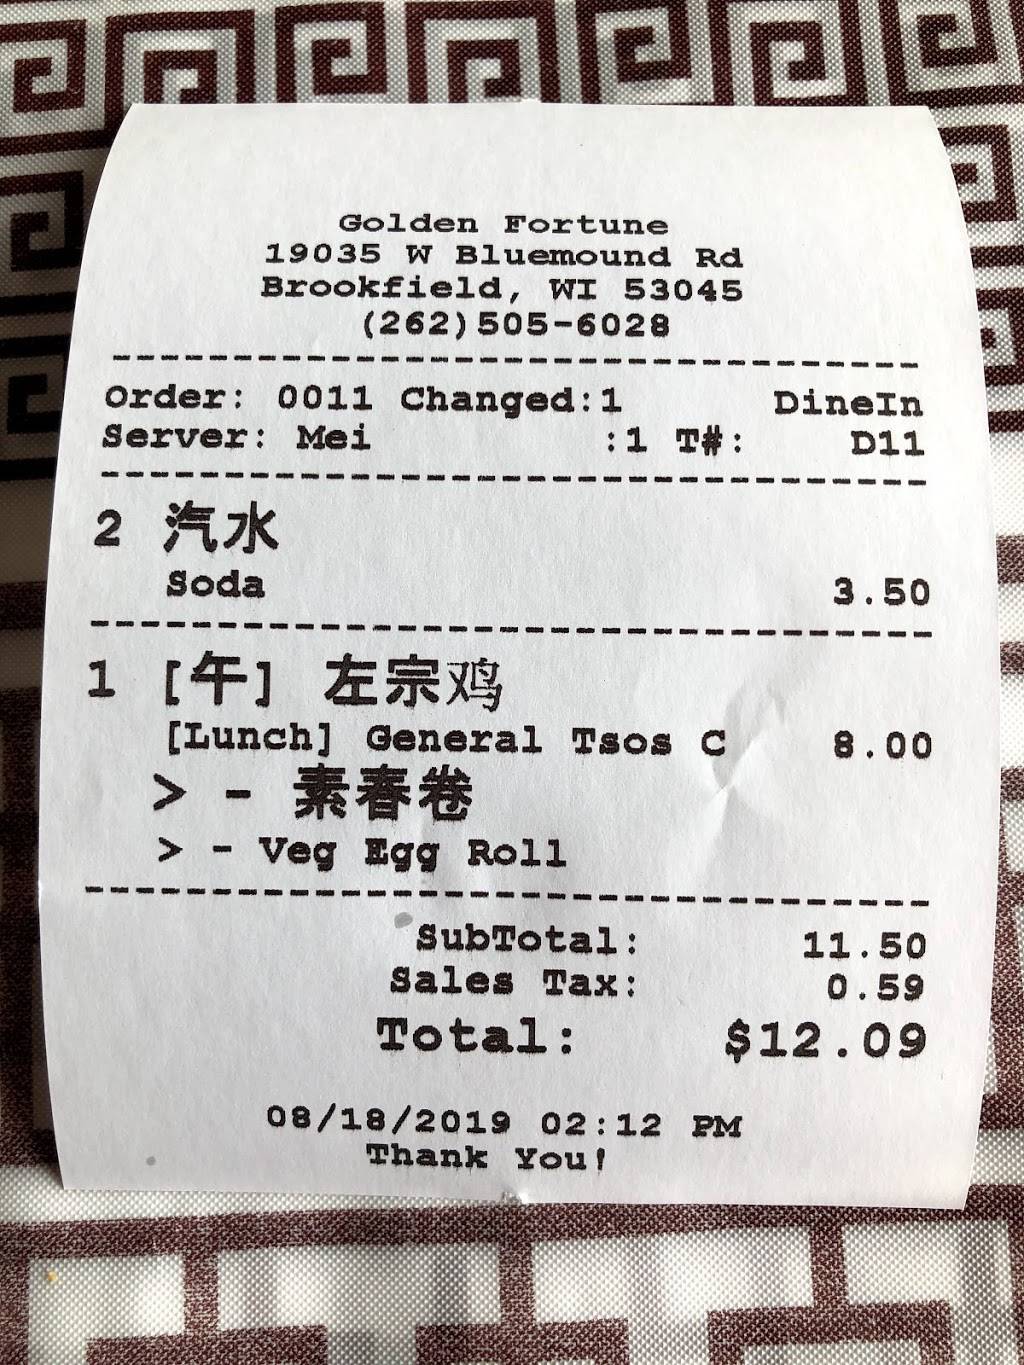 Golden Fortune
19035 W Bluemound Rd
Brookfield, WI 53045
(262)505-6028
Order: 0011 Changed:1 DineIn
Server: Mei :1 T#: D11
2 汽水
Soda 3.50
1 [午] 左宗鸡
[Lunch] General Tsos C 8.00
> - 素春卷
> - Veg Egg Roll
SubTotal: 11.50
Sales Tax: 0.59
Total: $12.09
08/18/2019 02:12 PM
Thank You!